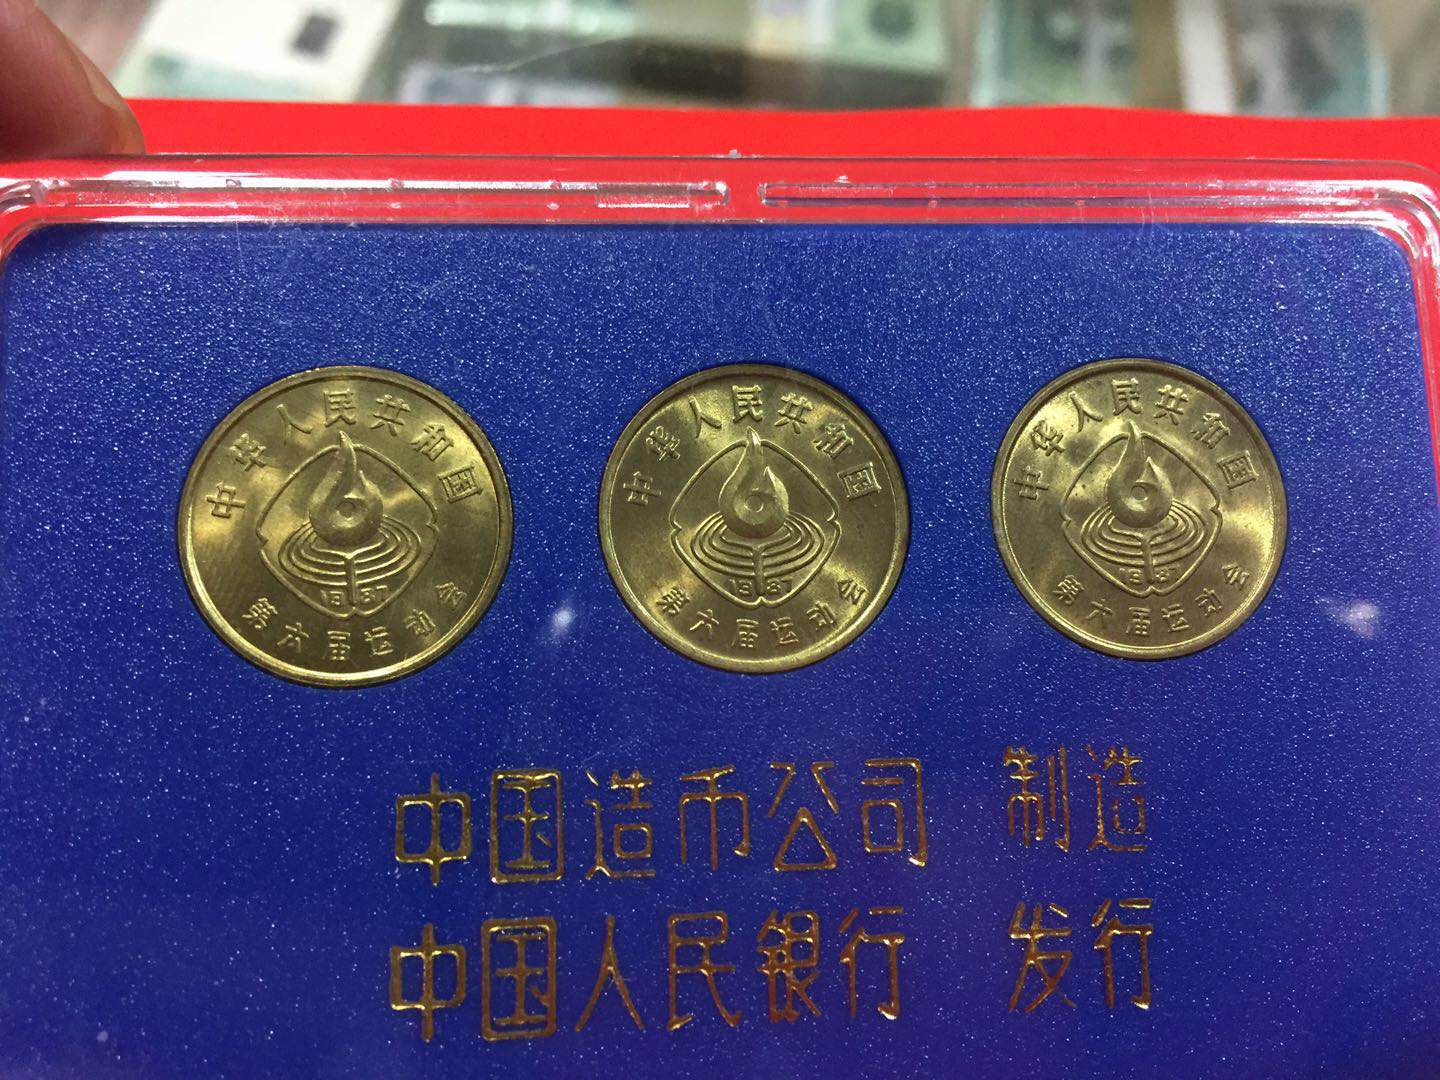 中华人民共和国
1987
第六届运动会
中华人民共和国
1987
第六届运动会
中华人民共和国
1987
第六届运动会
中国造币公司 制造
中国人民银行 发行